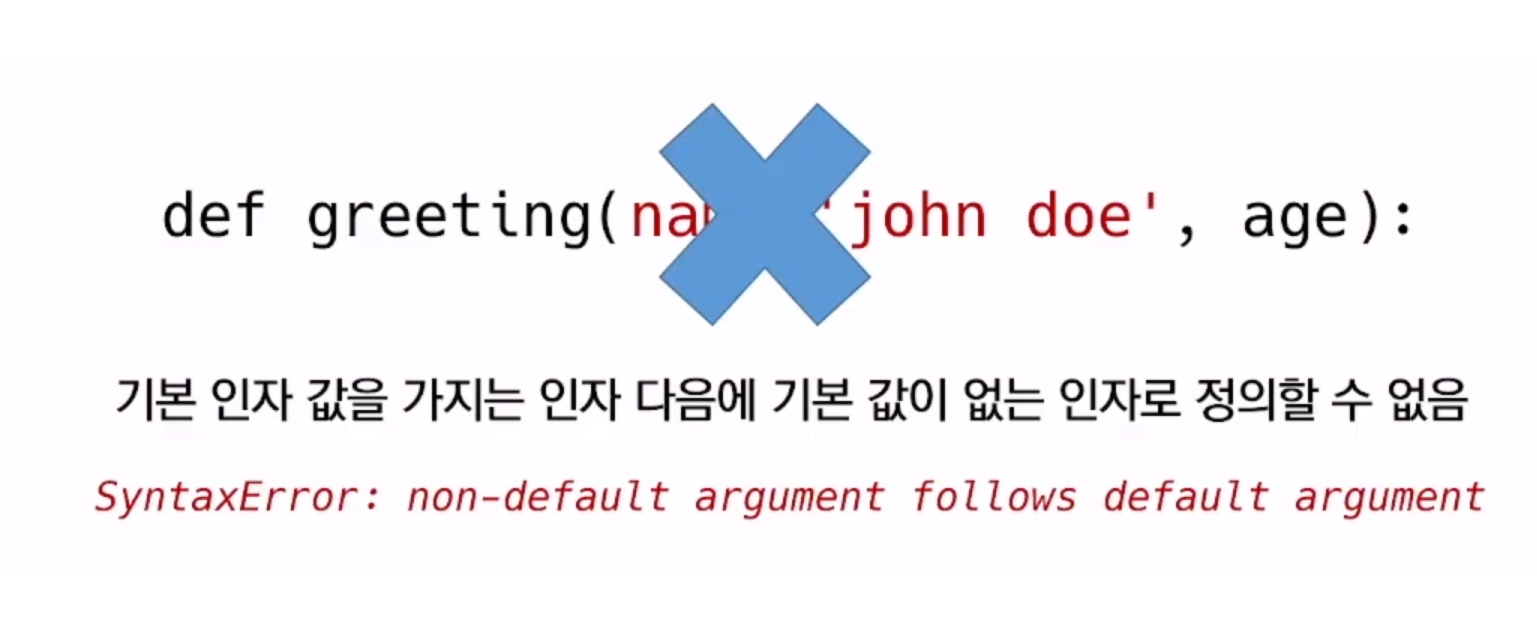 def greeting( 'john doe', age):
기본 인자 값을 가지는 인자 다음에 기본 값이 없는 인자로 정의할 수 없음
SyntaxError: non-default argument follows default argument